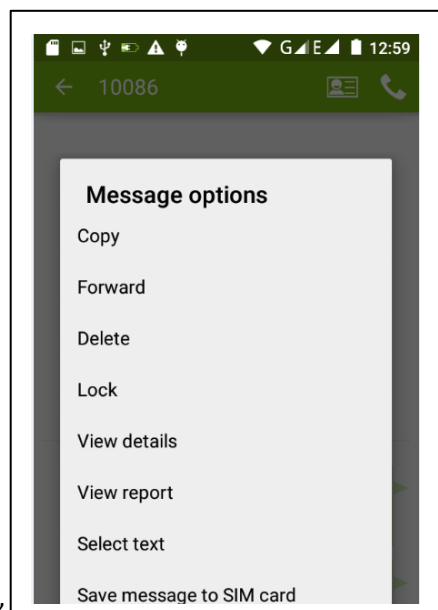 G E 12:59
10086
Message options
Copy
Forward
Delete
Lock
View details
View report
Select text
Save message to SIM card
,